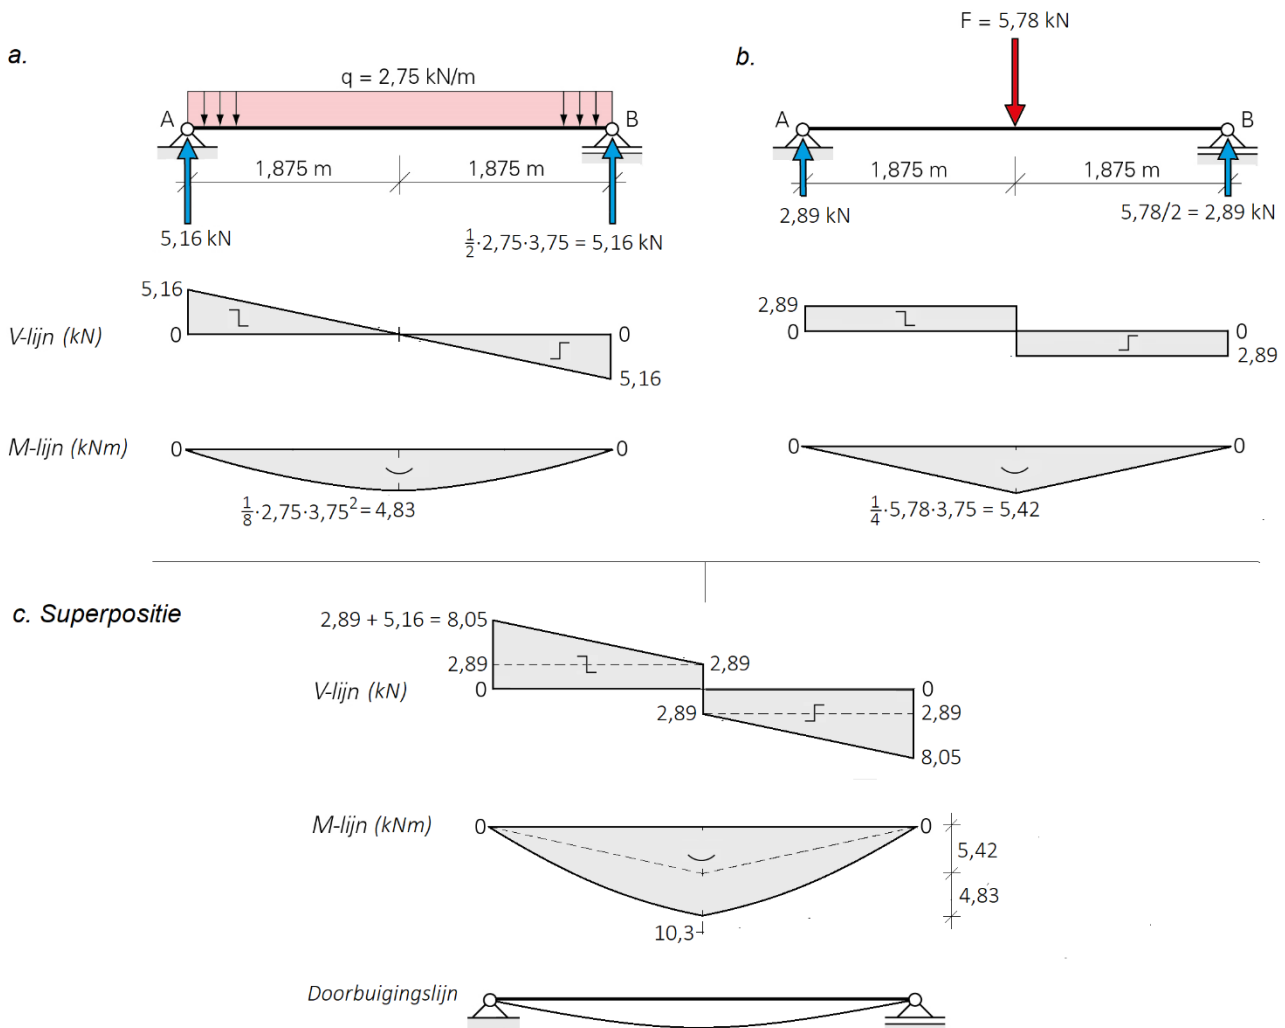 a.
q = 2,75 kN/m
A
B
1,875 m
1,875 m
5,16 kN
½·2,75·3,75 = 5,16 kN
V-lijn (kN)
5,16
0
0
5,16
M-lijn (kNm)
0
0
⅛·2,75·3,75² = 4,83
b.
F = 5,78 kN
A
B
1,875 m
1,875 m
2,89 kN
5,78/2 = 2,89 kN
2,89
0
0
2,89
0
0
¼·5,78·3,75 = 5,42
c. Superpositie
2,89 + 5,16 = 8,05
2,89
2,89
V-lijn (kN)
0
0
2,89
2,89
8,05
M-lijn (kNm)
0
0
5,42
4,83
10,3
Doorbuigingslijn